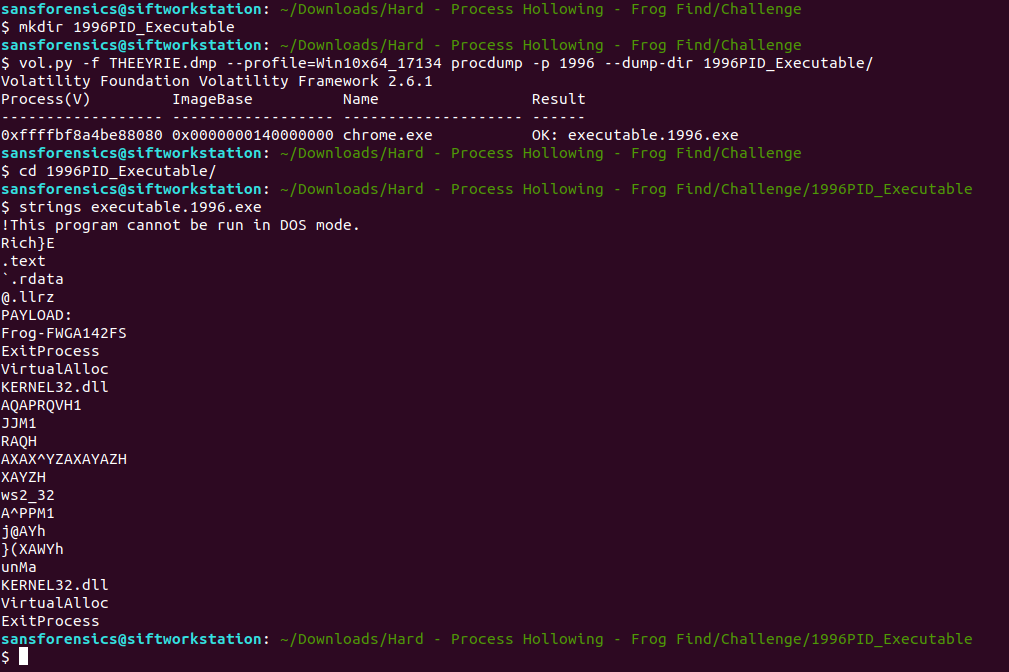 sansforensics@siftworkstation: ~/Downloads/Hard - Process Hollowing - Frog Find/Challenge
$ mkdir 1996PID_Executable
sansforensics@siftworkstation: ~/Downloads/Hard - Process Hollowing - Frog Find/Challenge
$ vol.py -f THEEYRIE.dmp --profile=Win10x64_17134 procdump -p 1996 --dump-dir 1996PID_Executable/
Volatility Foundation Volatility Framework 2.6.1
Process(V)         ImageBase          Name                 Result
------------------ ------------------ -------------------- ------
0xffffbf8a4be88080 0x0000000140000000 chrome.exe           OK: executable.1996.exe
sansforensics@siftworkstation: ~/Downloads/Hard - Process Hollowing - Frog Find/Challenge
$ cd 1996PID_Executable/
sansforensics@siftworkstation: ~/Downloads/Hard - Process Hollowing - Frog Find/Challenge/1996PID_Executable
$ strings executable.1996.exe
!This program cannot be run in DOS mode.
Rich}E
.text
`.rdata
@.llrz
PAYLOAD:
Frog-FWGA142FS
ExitProcess
VirtualAlloc
KERNEL32.dll
AQAPRQVH1
JJM1
RAQH
AXAX^YZAXAYAZH
XAYZH
ws2_32
A^PPM1
j@AYh
}(XAWYh
unMa
KERNEL32.dll
VirtualAlloc
ExitProcess
sansforensics@siftworkstation: ~/Downloads/Hard - Process Hollowing - Frog Find/Challenge/1996PID_Executable
$